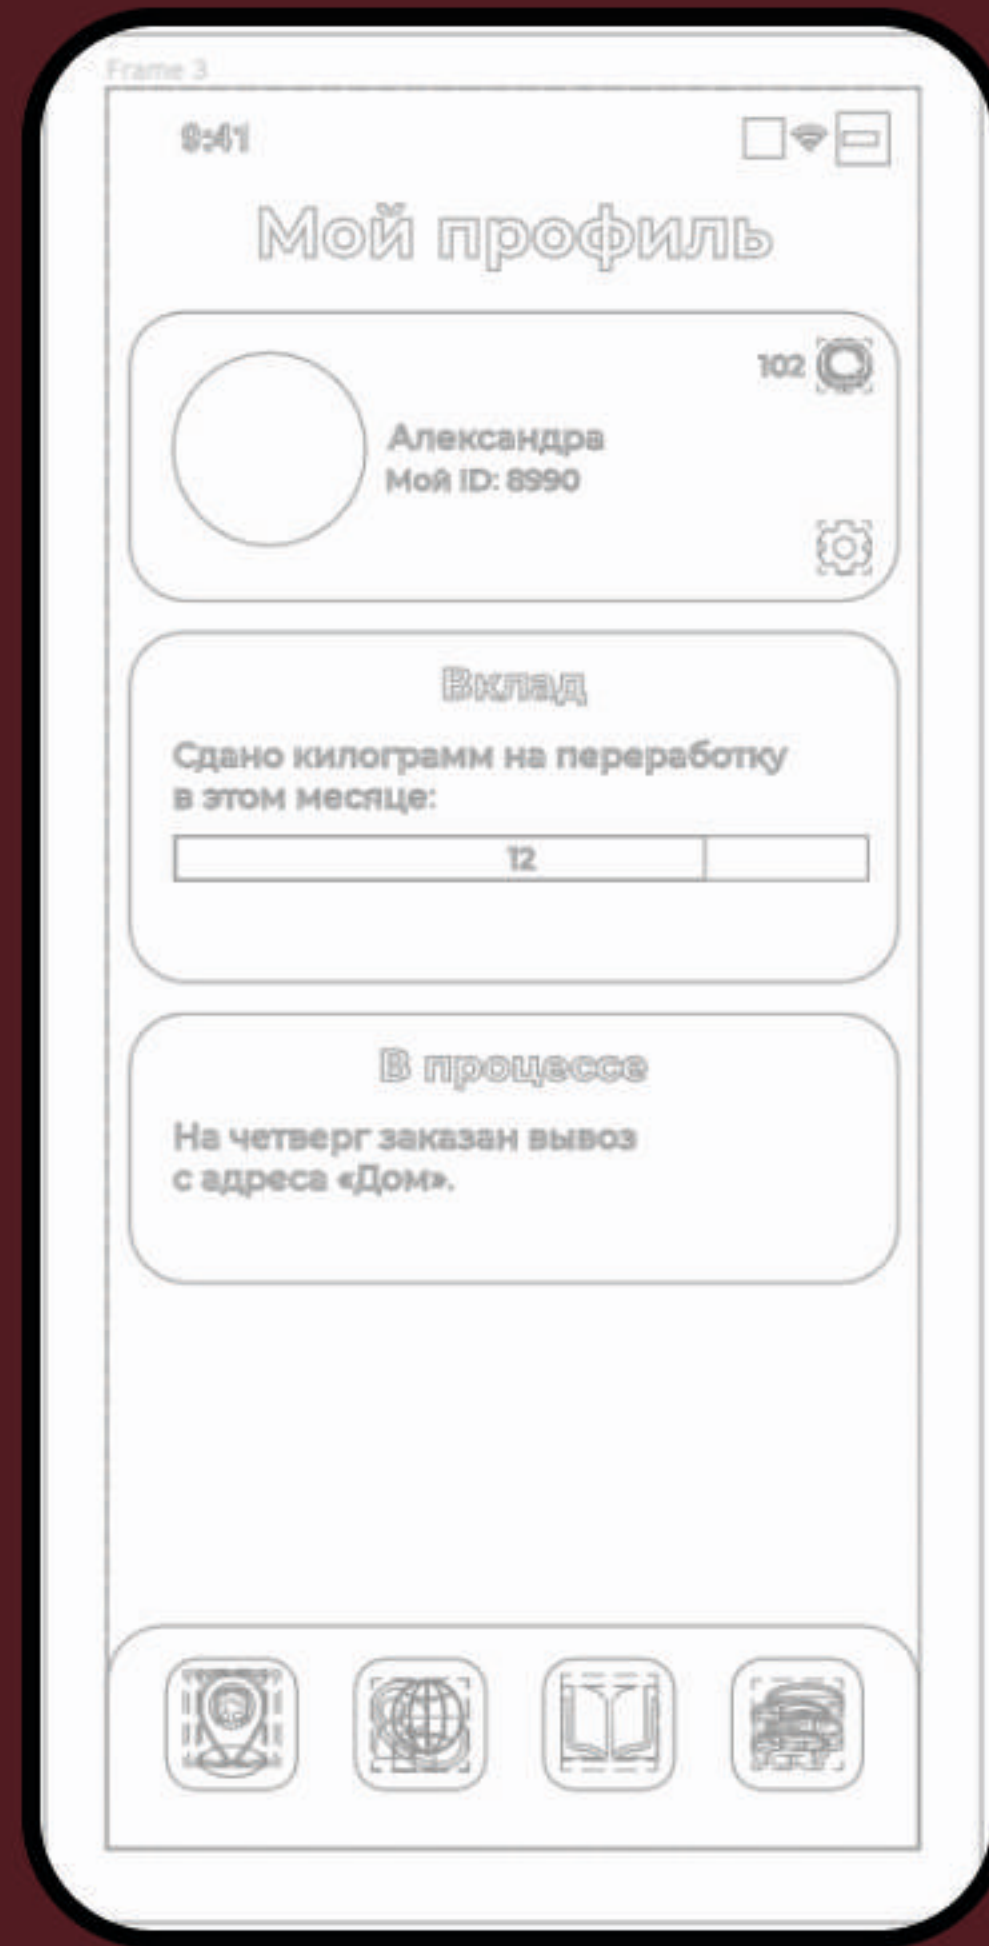 Frame 3
9:41
Мой профиль
102
Александра
Мой ID: 8990
Вклад
Сдано килограмм на переработку
в этом месяце:
12
В процессе
На четверг заказан вывоз
с адреса «Дом».